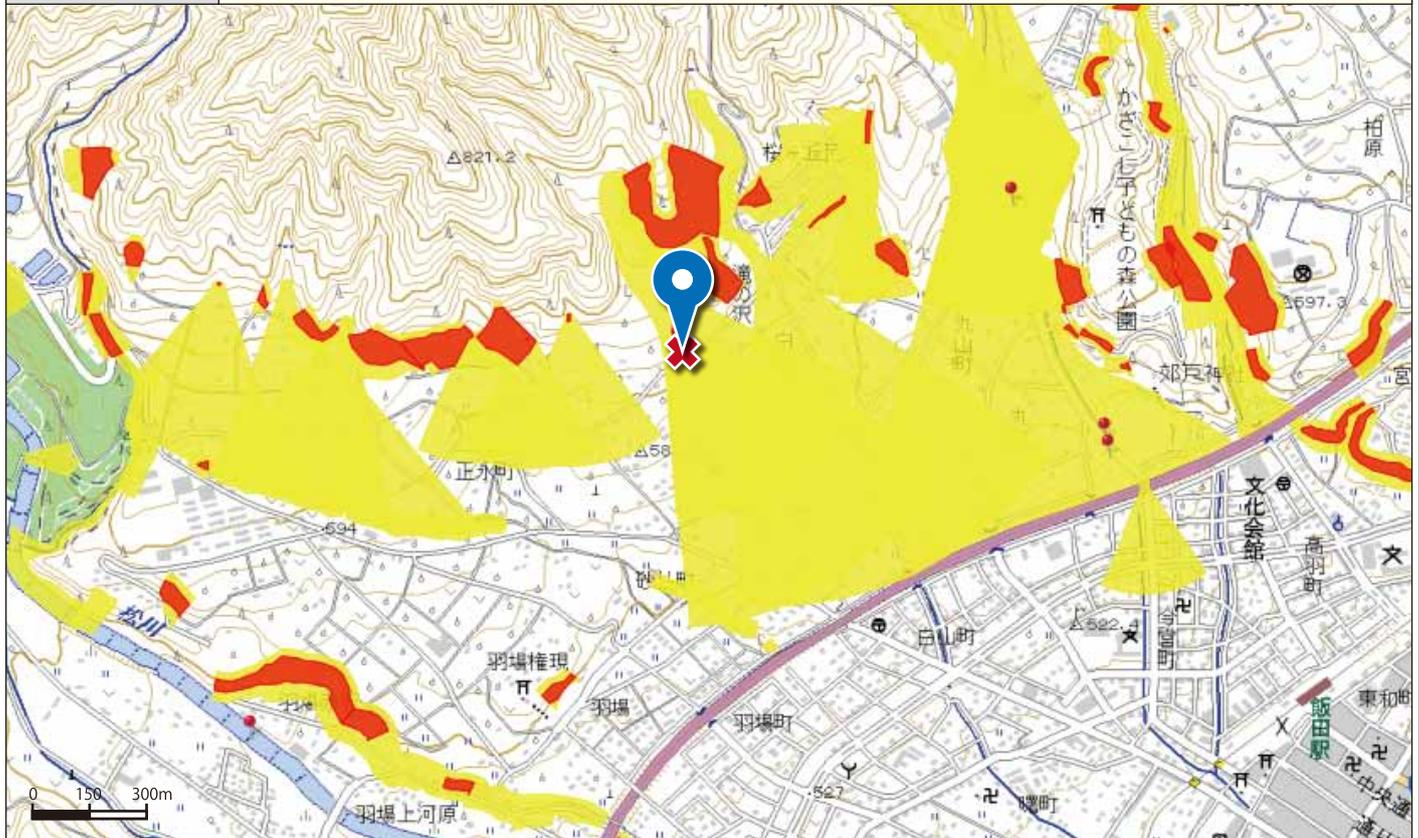 かざこし子どもの森公園
柏原
821.2
桜ヶ丘
滝の沢
597.3
丸山町
郊戸神社
宮
58
正永町
594
文化会館
高羽町
砂山町
松川
522.4
今宮町
白山町
羽場権現
羽場
羽場町
東和町
飯田駅
0 150 300m
527
中央通
曙町
羽場上河原